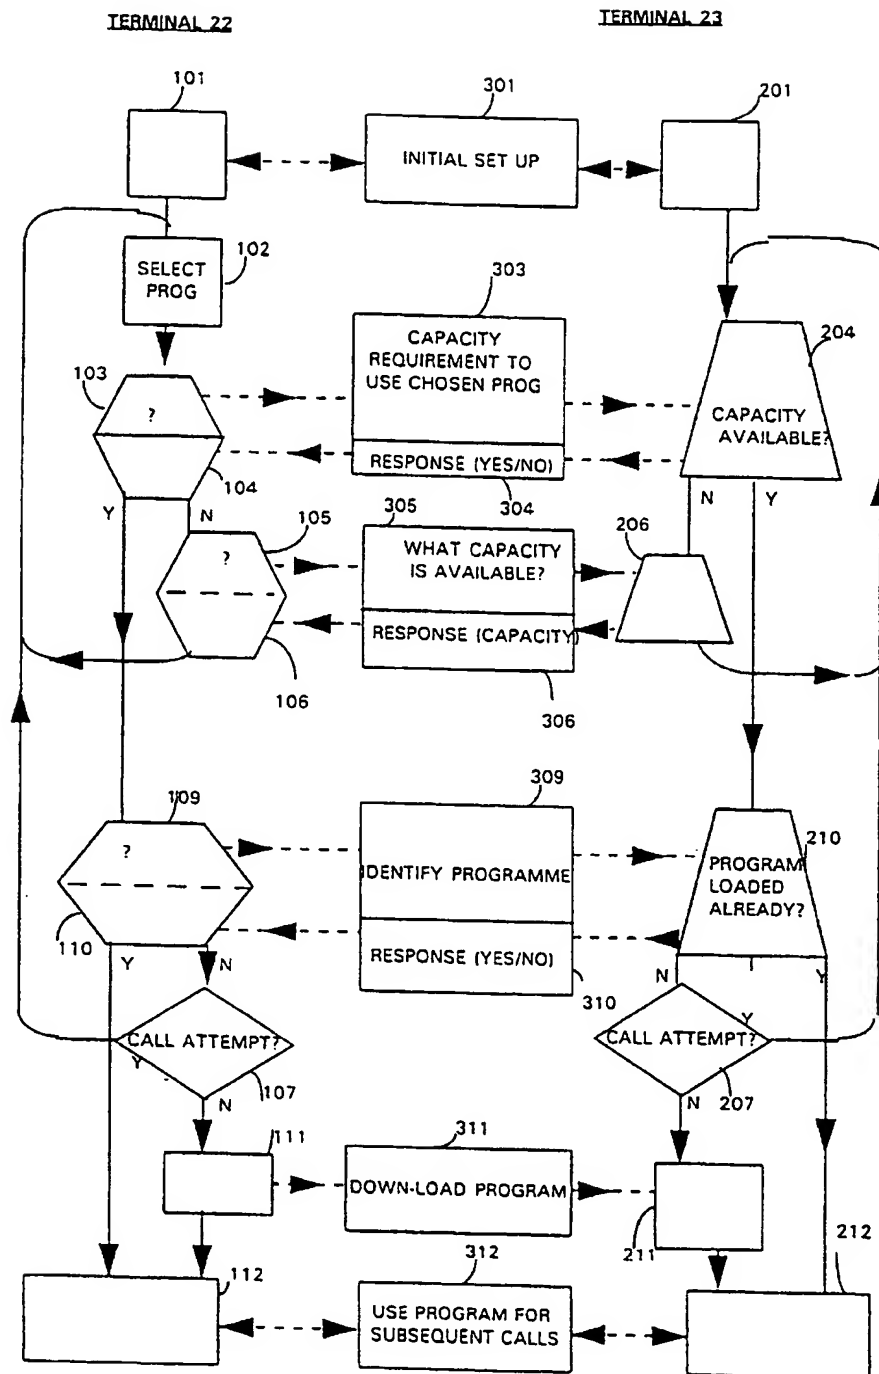 TERMINAL 22
TERMINAL 23
101
301
201
INITIAL SET UP
102
SELECT
PROG
303
CAPACITY
REQUIREMENT TO
USE CHOSEN PROG
204
103
?
CAPACITY
AVAILABLE?
RESPONSE (YES/NO)
104
304
Y
N
N
Y
105
305
206
?
WHAT CAPACITY
IS AVAILABLE?
RESPONSE (CAPACITY)
106
306
109
309
210
?
IDENTIFY PROGRAMME
PROGRAM
LOADED
ALREADY?
110
RESPONSE (YES/NO)
Y
N
310
N
Y
CALL ATTEMPT?
Y
107
N
Y
CALL ATTEMPT?
207
N
111
311
DOWN-LOAD PROGRAM
211
212
112
312
USE PROGRAM FOR
SUBSEQUENT CALLS